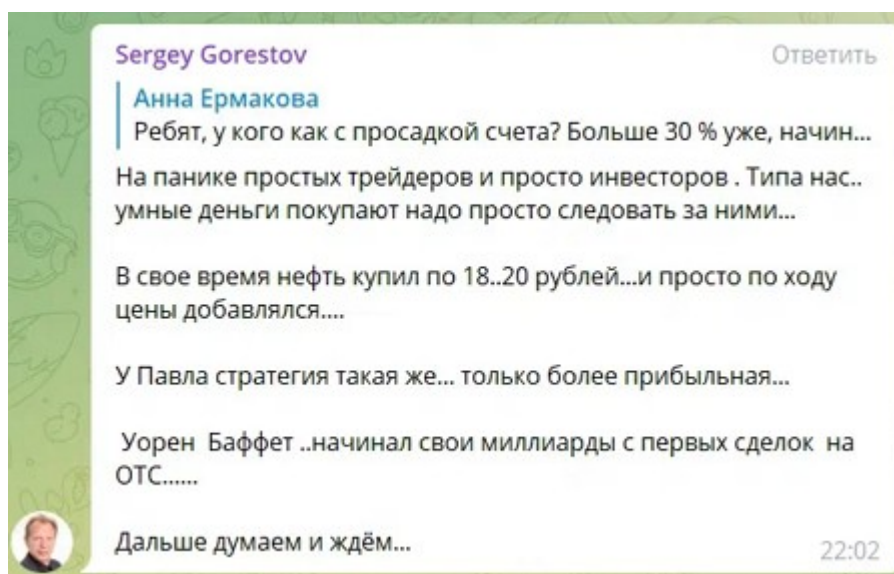 Sergey Gorestov
Ответить
Анна Ермакова
Ребят, у кого как с просадкой счета? Больше 30 % уже, начин...
На панике простых трейдеров и просто инвесторов . Типа нас..
умные деньги покупают надо просто следовать за ними...
В свое время нефть купил по 18..20 рублей...и просто по ходу
цены добавлялся....
У Павла стратегия такая же... только более прибыльная...
Уорен Баффет ..начинал свои миллиарды с первых сделок на
ОТС......
Дальше думаем и ждём...
22:02